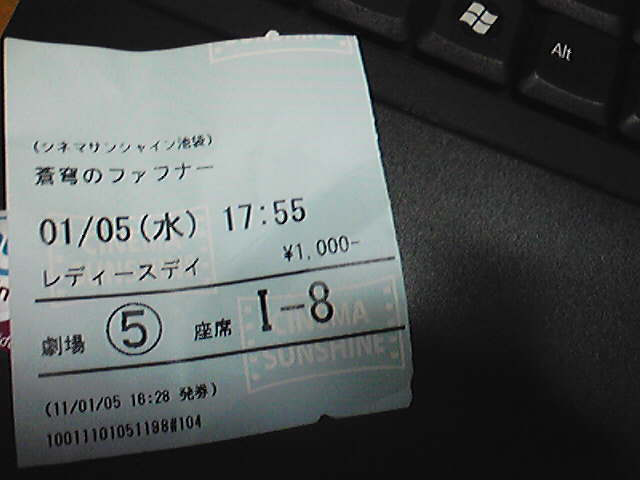 (シネマサンシャイン池袋)
蒼穹のファフナー
01/05(水) 17:55
¥1,000-
レディースデイ
劇場 ⑤ 座席 I-8
CINEMA
SUNSHINE
(11/01/05 16:28 発券)
10011101051198#104
Alt